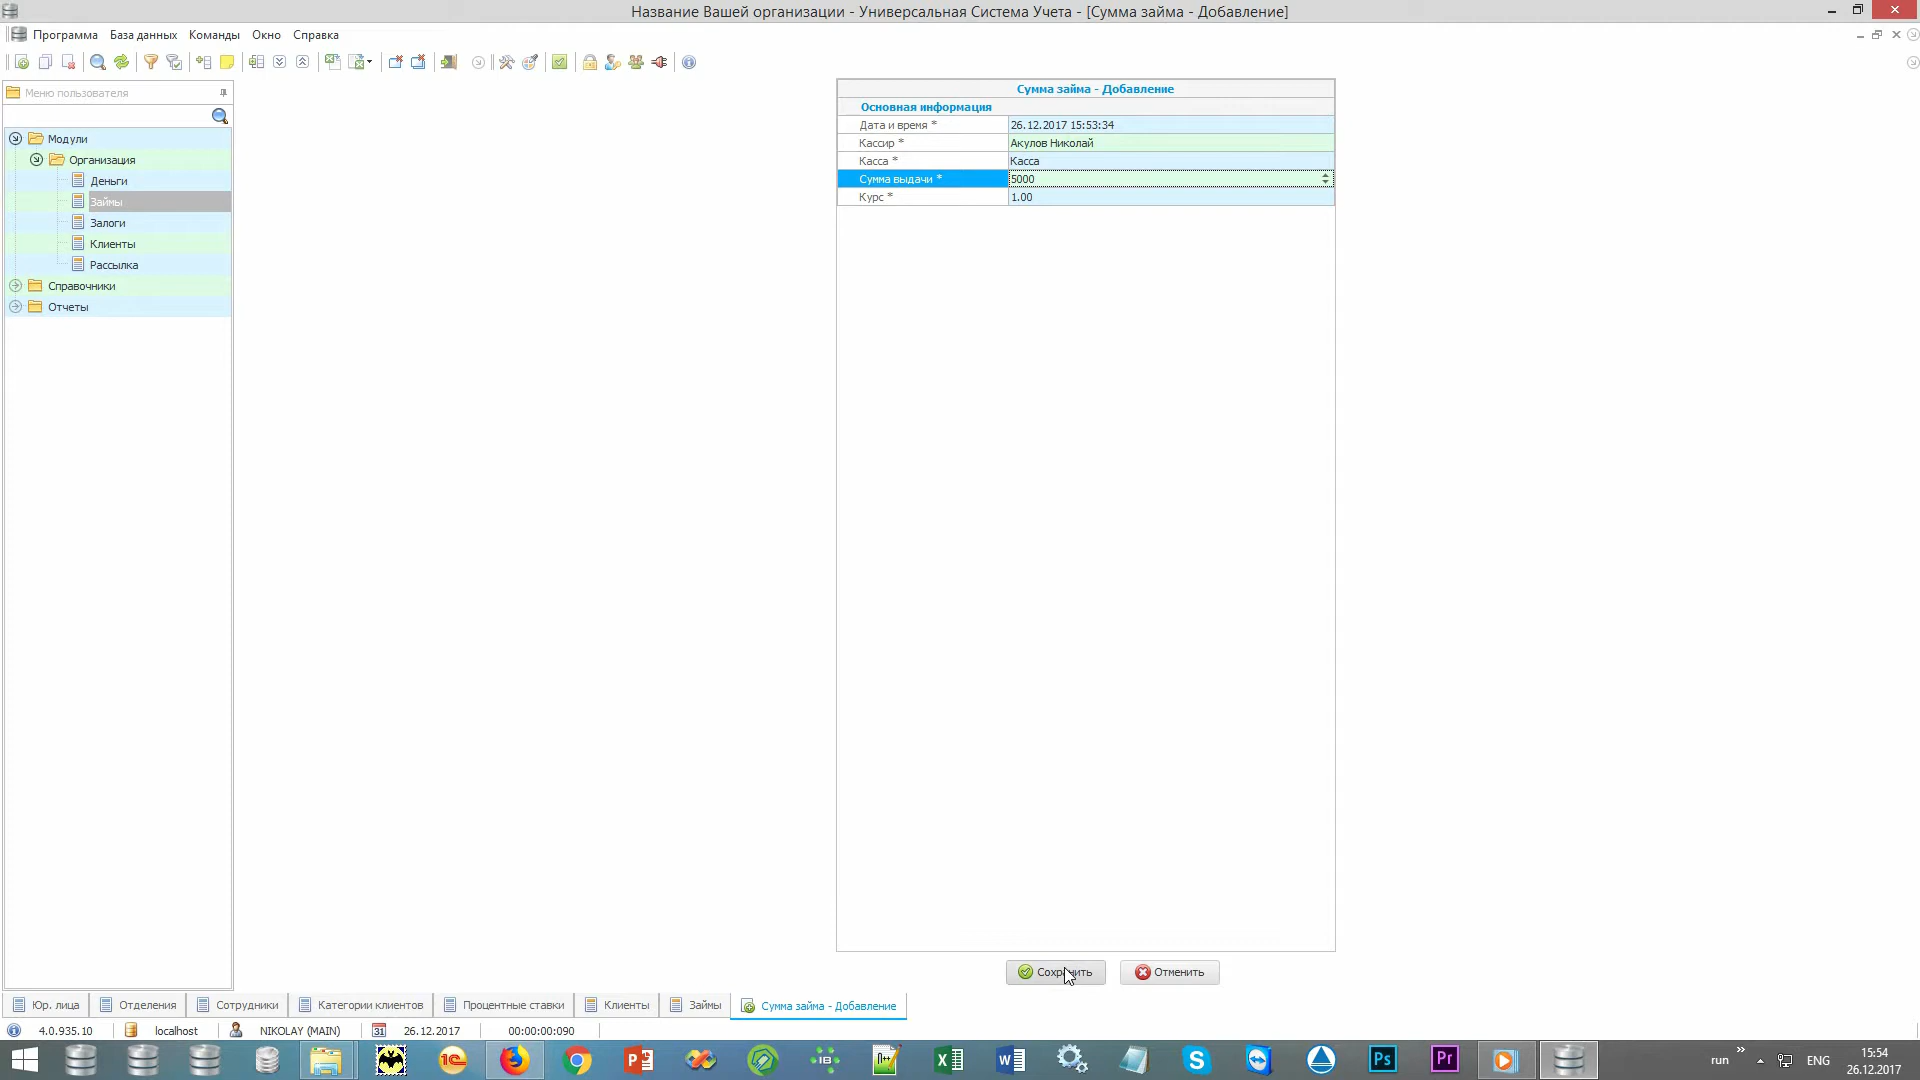 Название Вашей организации - Универсальная Система Учета - [Сумма займа - Добавление]
Программа База данных Команды Окно Справка
Меню пользователя
Модули
Организация
Деньги
Займы
Залоги
Клиенты
Рассылка
Справочники
Отчеты
Сумма займа - Добавление
Основная информация
Дата и время * 26.12.2017 15:53:34
Кассир * Акулов Николай
Касса * Касса
Сумма выдачи * 5000
Курс * 1.00
Сохранить Отменить
Юр. лица Отделения Сотрудники Категории клиентов Процентные ставки Клиенты Займы Сумма займа - Добавление
4.0.935.10 localhost NIKOLAY (MAIN) 31 26.12.2017 00:00:00:090
run » ENG 15:54
26.12.2017